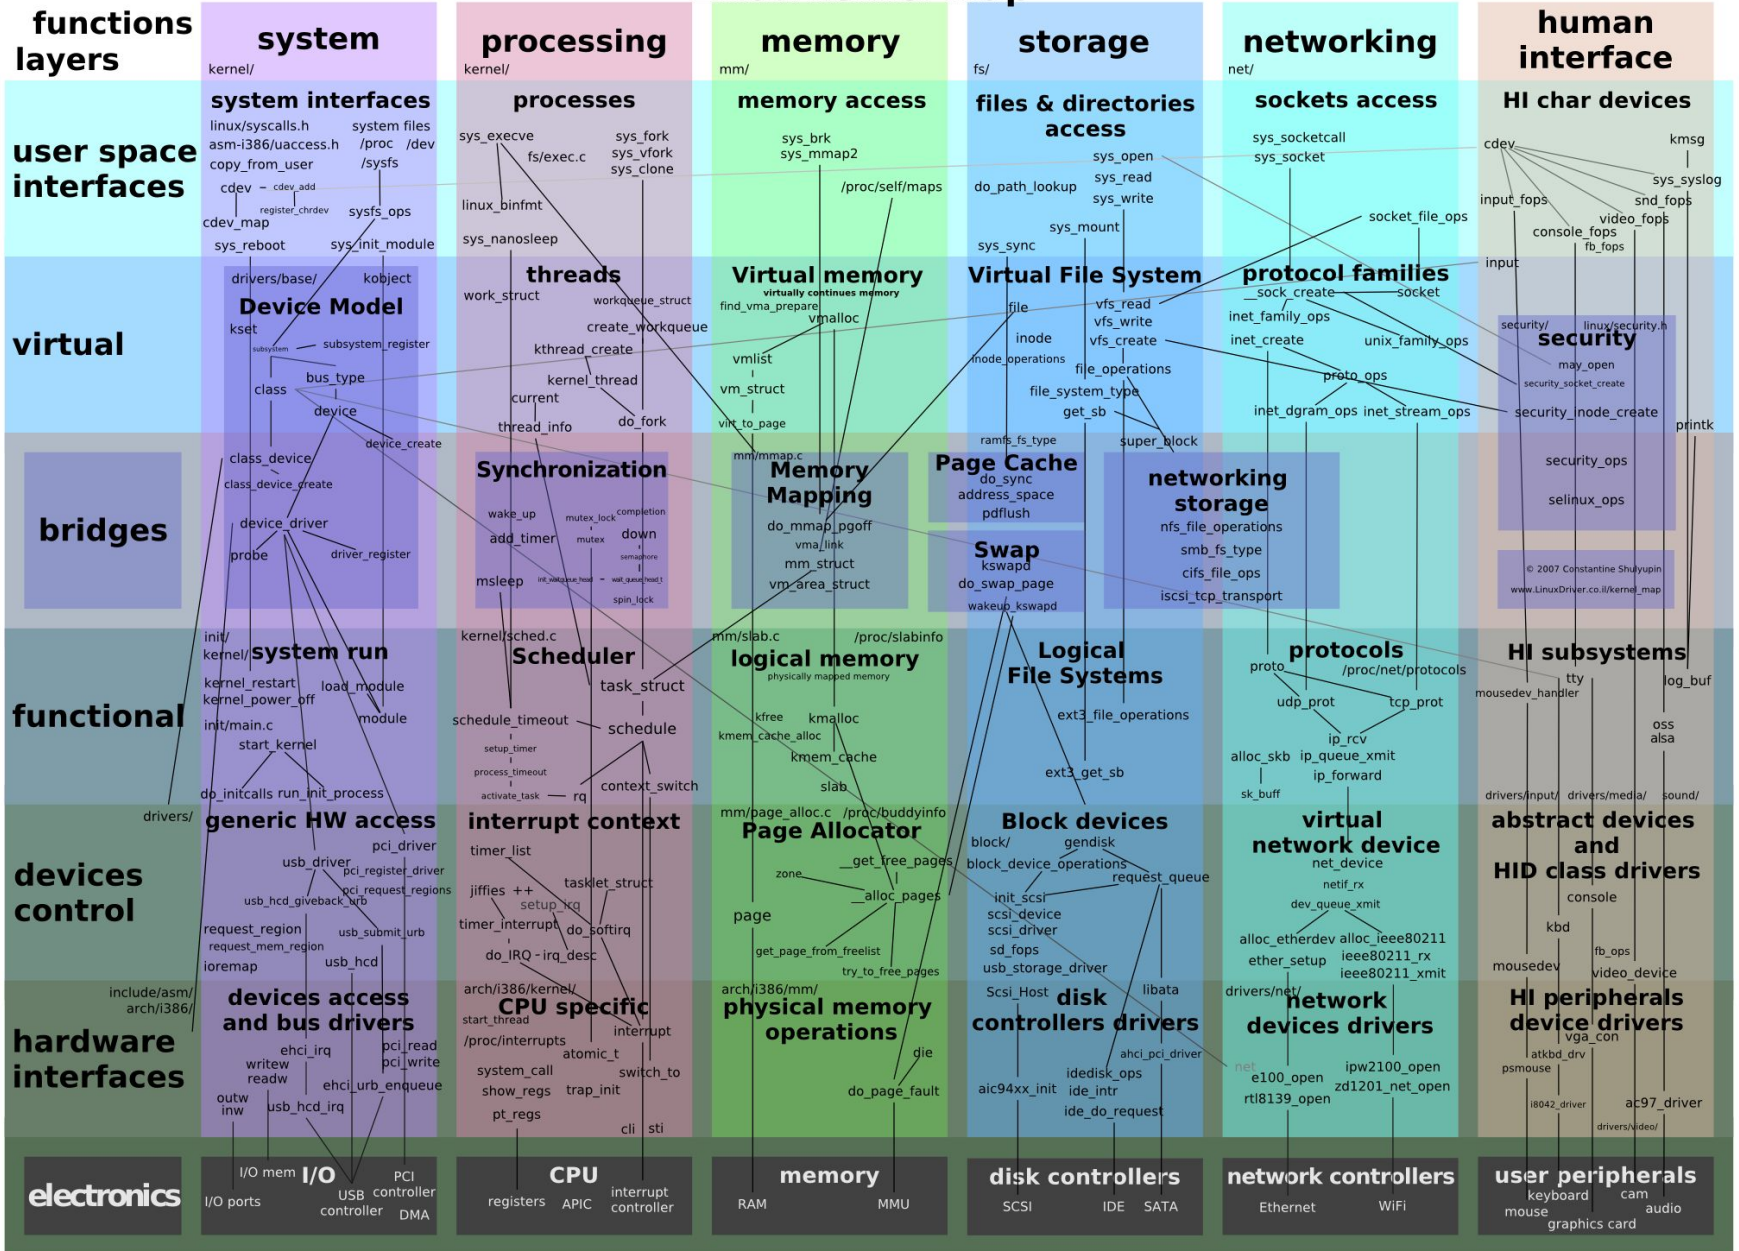 functions
layers
system
kernel/
processing
kernel/
memory
mm/
storage
fs/
networking
net/
human
interface
user space
interfaces
system interfaces
linux/syscalls.h
system files
asm-i386/uaccess.h
/proc /dev
copy_from_user
/sysfs
cdev - cdev_add
register_chrdev
cdev_map
sysfs_ops
sys_reboot
sys_init_module
processes
sys_execve
sys_fork
sys_vfork
fs/exec.c
sys_clone
linux_binfmt
sys_nanosleep
memory access
sys_brk
sys_mmap2
/proc/self/maps
files & directories
access
sys_open
do_path_lookup
sys_read
sys_write
sys_mount
sys_sync
sockets access
sys_socketcall
sys_socket
socket_file_ops
HI char devices
cdev
kmsg
sys_syslog
input_fops
snd_fops
video_fops
console_fops
fb_fops
virtual
drivers/base/
kobject
Device Model
kset
subsystem
subsystem_register
bus_type
class
device
device_create
threads
work_struct
workqueue_struct
create_workqueue
kthread_create
kernel_thread
current
thread_info
do_fork
Virtual memory
virtually continues memory
find_vma_prepare
vmalloc
vmlist
vm_struct
virt_to_page
Virtual File System
file
vfs_read
vfs_write
inode
vfs_create
inode_operations
file_operations
file_system_type
get_sb
ramfs_fs_type
super_block
protocol families
__sock_create
socket
inet_family_ops
inet_create
unix_family_ops
proto_ops
inet_dgram_ops
inet_stream_ops
input
security/
linux/security.h
security
may_open
security_socket_create
security_inode_create
printk
bridges
class_device
class_device_create
device_driver
probe
driver_register
Synchronization
wake_up
mutex_lock
completion
add_timer
mutex
down
semaphore
msleep
init_waitqueue_head - wait_queue_head_t
spin_lock
mm/mmap.c
Memory
Mapping
do_mmap_pgoff
vma_link
mm_struct
vm_area_struct
Page Cache
do_sync
address_space
pdflush
Swap
kswapd
do_swap_page
wakeup_kswapd
networking
storage
nfs_file_operations
smb_fs_type
cifs_file_ops
iscsi_tcp_transport
security_ops
selinux_ops
© 2007 Constantine Shulyupin
www.LinuxDriver.co.il/kernel_map
functional
init/
kernel/
system run
kernel_restart
kernel_power_off
load_module
init/main.c
module
start_kernel
do_initcalls
run_init_process
kernel/sched.c
Scheduler
task_struct
schedule_timeout
schedule
setup_timer
process_timeout
activate_task
rq
context_switch
mm/slab.c
/proc/slabinfo
logical memory
physically mapped memory
kfree
kmalloc
kmem_cache_alloc
kmem_cache
slab
Logical
File Systems
ext3_file_operations
ext3_get_sb
protocols
proto
/proc/net/protocols
udp_prot
tcp_prot
ip_rcv
alloc_skb
ip_queue_xmit
ip_forward
sk_buff
HI subsystems
tty
log_buf
mousedev_handler
oss
alsa
drivers/input/
drivers/media/
sound/
devices
control
drivers/
generic HW access
pci_driver
usb_driver
pci_register_driver
pci_request_regions
usb_hcd_giveback_urb
request_region
usb_submit_urb
request_mem_region
ioremap
usb_hcd
interrupt context
timer_list
jiffies ++
tasklet_struct
setup_irq
timer_interrupt
do_softirq
do_IRQ - irq_desc
mm/page_alloc.c
/proc/buddyinfo
Page Allocator
__get_free_pages
zone
__alloc_pages
page
get_page_from_freelist
try_to_free_pages
Block devices
block/
gendisk
block_device_operations
request_queue
init_scsi
scsi_device
scsi_driver
sd_fops
usb_storage_driver
virtual
network device
net_device
netif_rx
dev_queue_xmit
alloc_etherdev
alloc_ieee80211
ether_setup
ieee80211_rx
ieee80211_xmit
abstract devices
and
HID class drivers
console
kbd
fb_ops
mousedev
video_device
hardware
interfaces
include/asm/
arch/i386/
devices access
and bus drivers
ehci_irq
pci_read
pci_write
writew
readw
ehci_urb_enqueue
outw
inw
usb_hcd_irq
arch/i386/kernel/
CPU specific
start_thread
interrupt
/proc/interrupts
atomic_t
system_call
switch_to
show_regs
trap_init
pt_regs
cli sti
arch/i386/mm/
physical memory
operations
die
do_page_fault
Scsi_Host
libata
disk
controllers drivers
ahci_pci_driver
idedisk_ops
aic94xx_init
ide_intr
ide_do_request
drivers/net/
network
devices drivers
net
e100_open
ipw2100_open
zd1201_net_open
rtl8139_open
HI peripherals
device drivers
vga_con
atkbd_drv
psmouse
i8042_driver
ac97_driver
drivers/video/
electronics
I/O mem
I/O
PCI
controller
I/O ports
USB
controller
DMA
CPU
registers
APIC
interrupt
controller
memory
RAM
MMU
disk controllers
SCSI
IDE
SATA
network controllers
Ethernet
WiFi
user peripherals
keyboard
cam
mouse
audio
graphics card